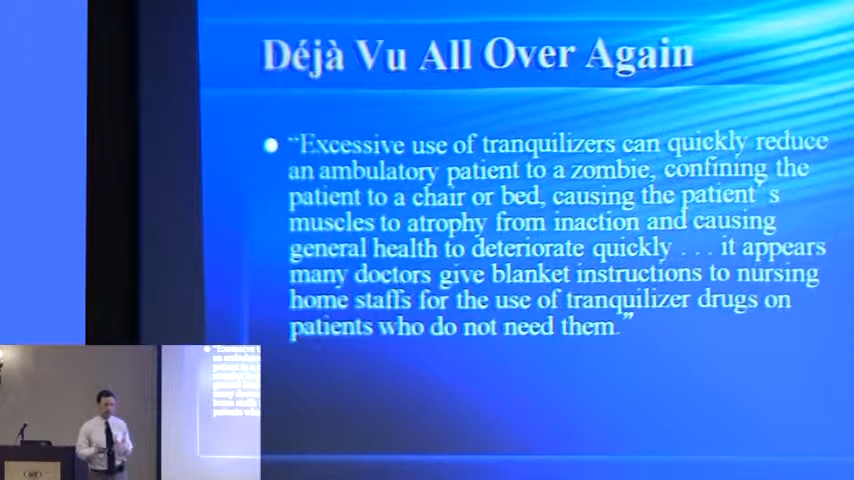 Déjà Vu All Over Again
“Excessive use of tranquilizers can quickly reduce
an ambulatory patient to a zombie, confining the
patient to a chair or bed, causing the patient’s
muscles to atrophy from inaction and causing
general health to deteriorate quickly . . . it appears
many doctors give blanket instructions to nursing
home staffs for the use of tranquilizer drugs on
patients who do not need them.”